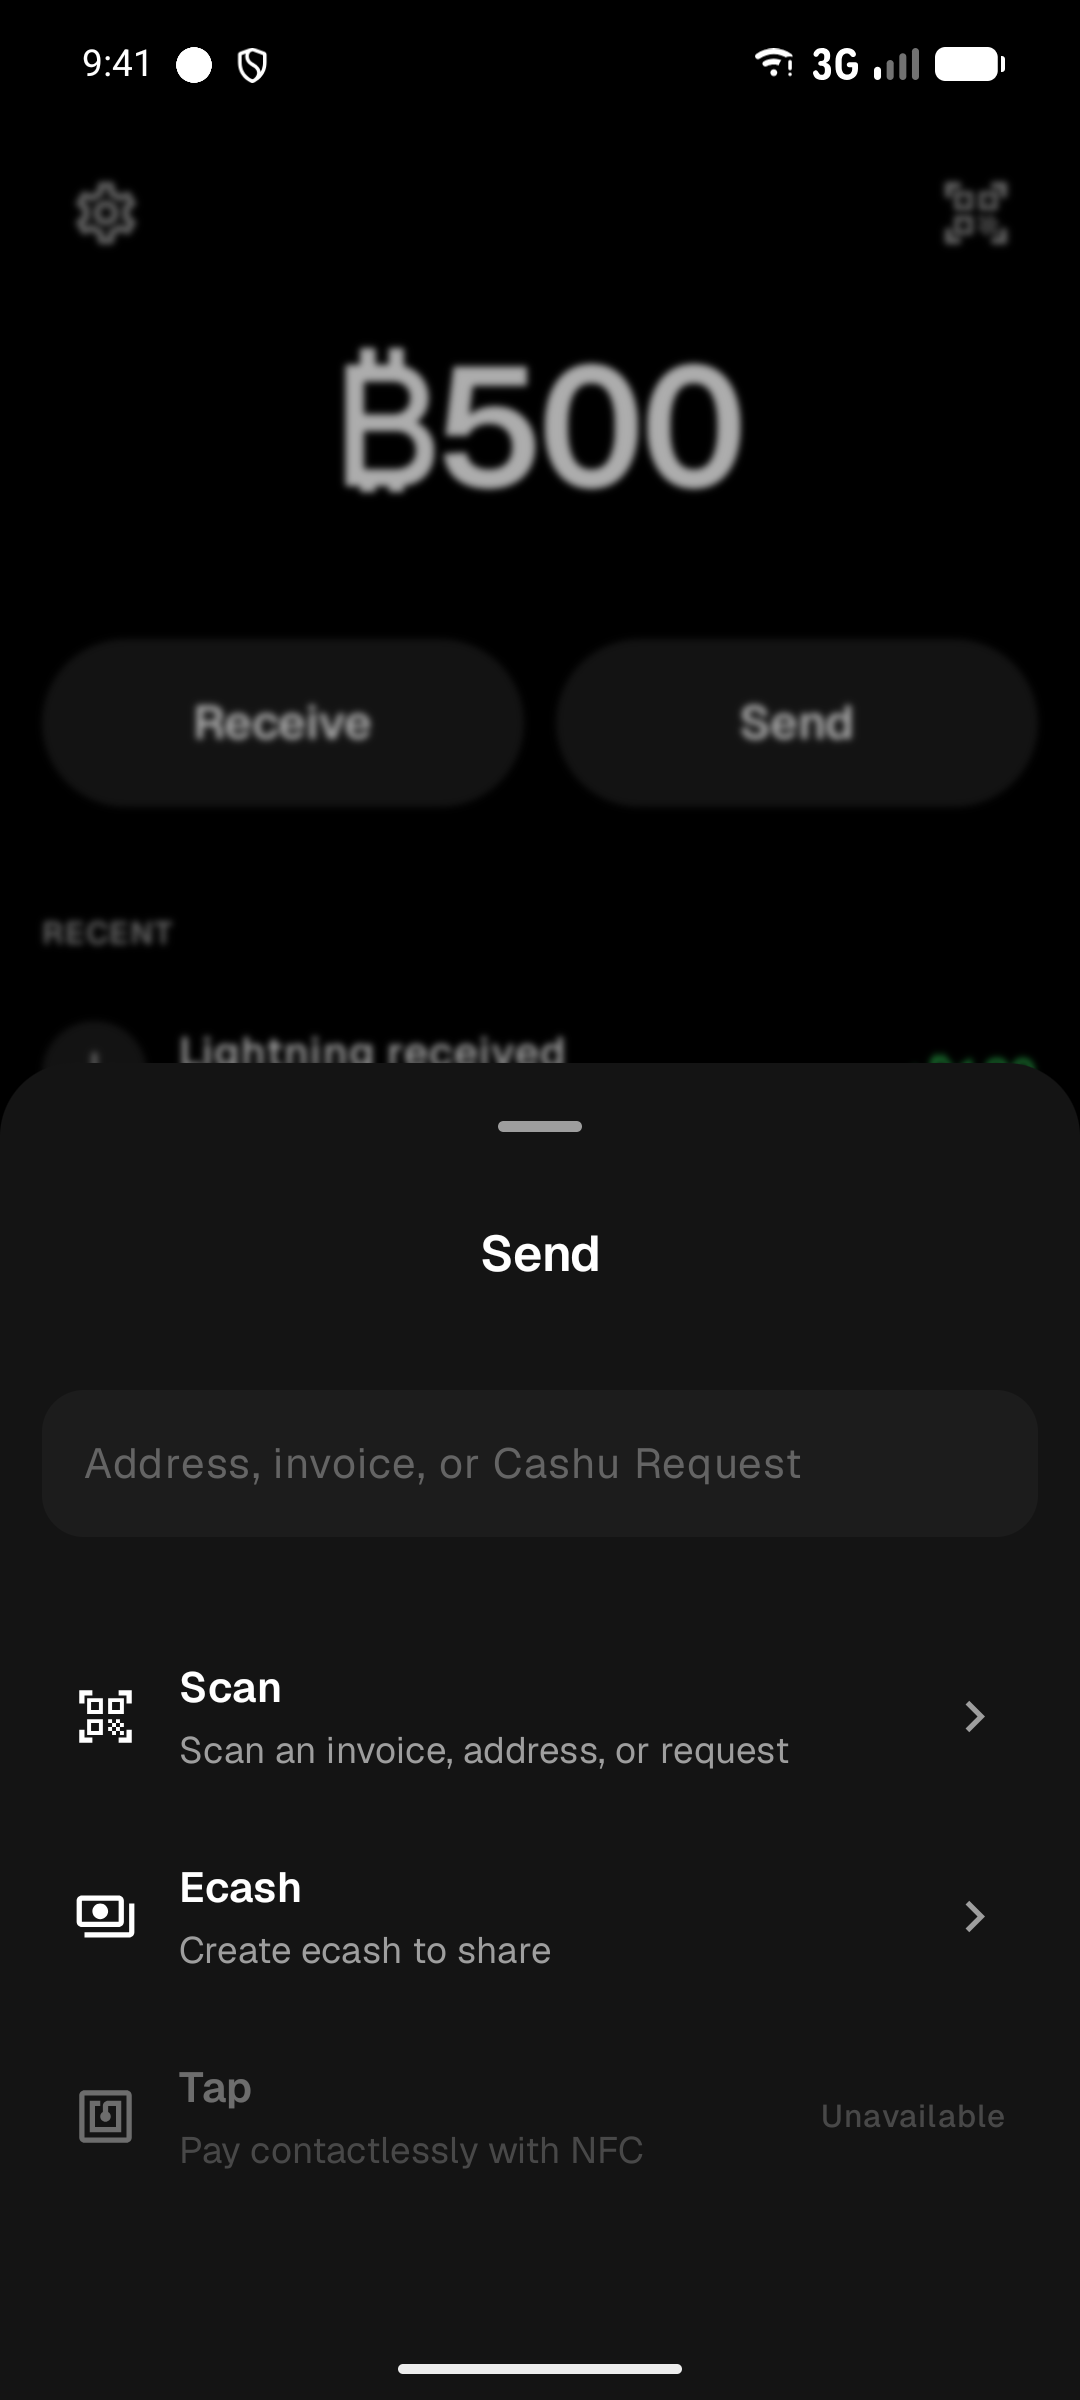 9:41
3G
₿500
Receive
Send
RECENT
Lightning received
Send
Address, invoice, or Cashu Request
Scan
Scan an invoice, address, or request
Ecash
Create ecash to share
Tap
Pay contactlessly with NFC
Unavailable